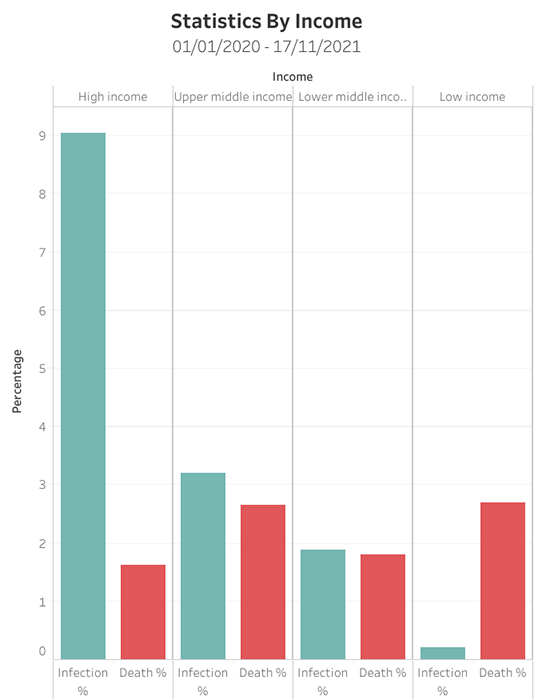 Statistics By Income
01/01/2020 - 17/11/2021
Income
High income
Upper middle income
Lower middle inco..
Low income
Percentage
9
8
7
6
5
4
3
2
1
0
Infection
%
Death %
Infection
%
Death %
Infection
%
Death %
Infection
%
Death %